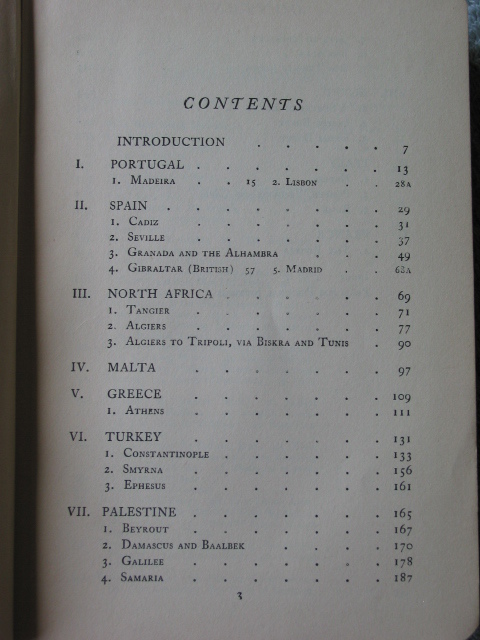 CONTENTS
INTRODUCTION . . . . . 7
I. PORTUGAL . . . . . . . 13
1. MADEIRA . . 15 2. LISBON . . 28A
II. SPAIN . . . . . . . . 29
1. CADIZ . . . . . . . 31
2. SEVILLE . . . . . . . 37
3. GRANADA AND THE ALHAMBRA . . . 49
4. GIBRALTAR (BRITISH) 57 5. MADRID . . 68A
III. NORTH AFRICA . . . . . . 69
1. TANGIER . . . . . . . 71
2. ALGIERS . . . . . . . 77
3. ALGIERS TO TRIPOLI, VIA BISKRA AND TUNIS . 90
IV. MALTA . . . . . . . 97
V. GREECE . . . . . . . 109
1. ATHENS . . . . . . . 111
VI. TURKEY . . . . . . . 131
1. CONSTANTINOPLE . . . . . . 133
2. SMYRNA . . . . . . . 156
3. EPHESUS . . . . . . . 161
VII. PALESTINE . . . . . . . 165
1. BEYROUT . . . . . . . 167
2. DAMASCUS AND BAALBEK . . . . 170
3. GALILEE . . . . . . . 178
4. SAMARIA . . . . . . . 187
3